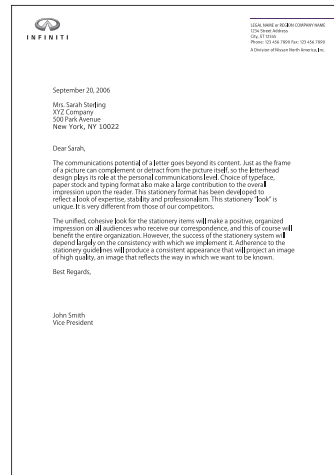 INFINITI
LEGAL NAME or REGION COMPANY NAME
1234 Street Address
City, ST 12345
Phone: 123 456 7899 Fax: 123 456 7899
A Division of Nissan North America, Inc.
September 20, 2006
Mrs. Sarah Sterling
XYZ Company
500 Park Avenue
New York, NY 10022
Dear Sarah,
The communications potential of a letter goes beyond its content. Just as the frame
of a picture can complement or detract from the picture itself, so the letterhead
design plays its role at the personal communications level. Choice of typeface,
paper stock and typing format also make a large contribution to the overall
impression upon the reader. This stationery format has been developed to
reflect a look of expertise, stability and professionalism. This stationery "look" is
unique. It is very different from those of our competitors.
The unified, cohesive look for the stationery items will make a positive, organized
impression on all audiences who receive our correspondence, and this of course will
benefit the entire organization. However, the success of the stationery system will
depend largely on the consistency with which we implement it. Adherence to the
stationery guidelines will produce a consistent appearance that will project an image
of high quality, an image that reflects the way in which we want to be known.
Best Regards,
John Smith
Vice President